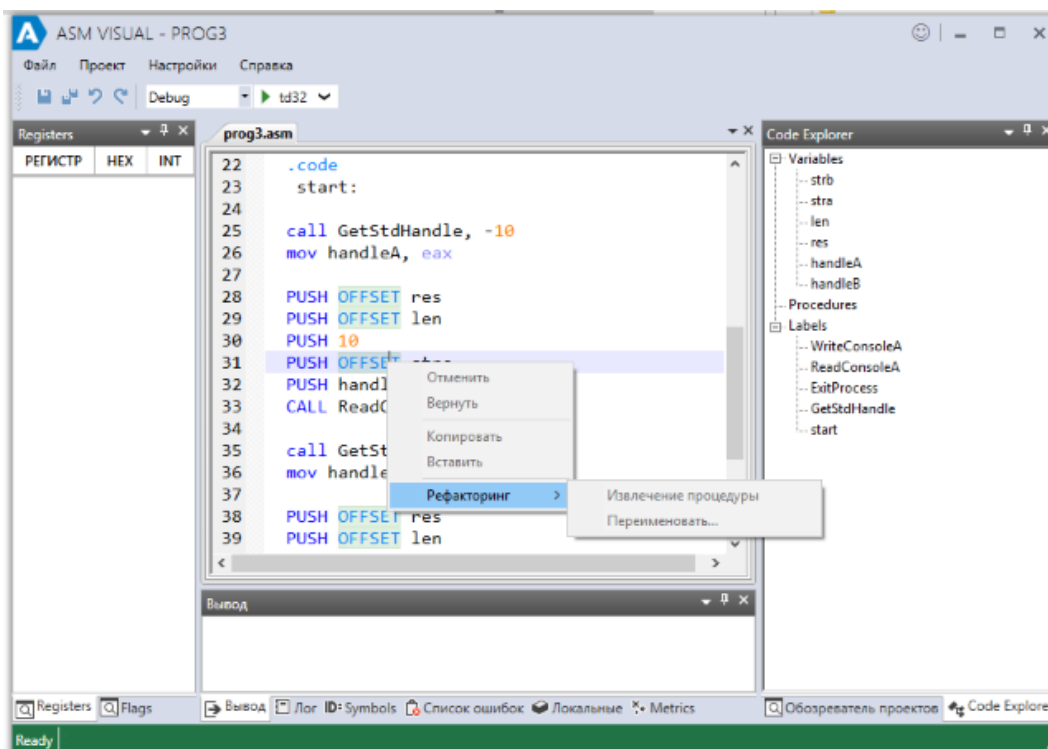 ASM VISUAL - PROG3
Файл Проект Настройки Справка
Debug td32
Registers
РЕГИСТР HEX INT
prog3.asm
22 .code
23 start:
24
25 call GetStdHandle, -10
26 mov handleA, eax
27
28 PUSH OFFSET res
29 PUSH OFFSET len
30 PUSH 10
31 PUSH OFFSET
32 PUSH handl
33 CALL ReadC
34
35 call GetSt
36 mov handle
37
38 PUSH OFFSET res
39 PUSH OFFSET len
Отменить
Вернуть
Копировать
Вставить
Рефакторинг
Извлечение процедуры
Переименовать...
Code Explorer
Variables
strb
stra
len
res
handleA
handleB
Procedures
Labels
WriteConsoleA
ReadConsoleA
ExitProcess
GetStdHandle
start
Вывод
Registers Flags
Вывод Лог ID= Symbols Список ошибок Локальные Metrics
Обозреватель проектов Code Explore
Ready